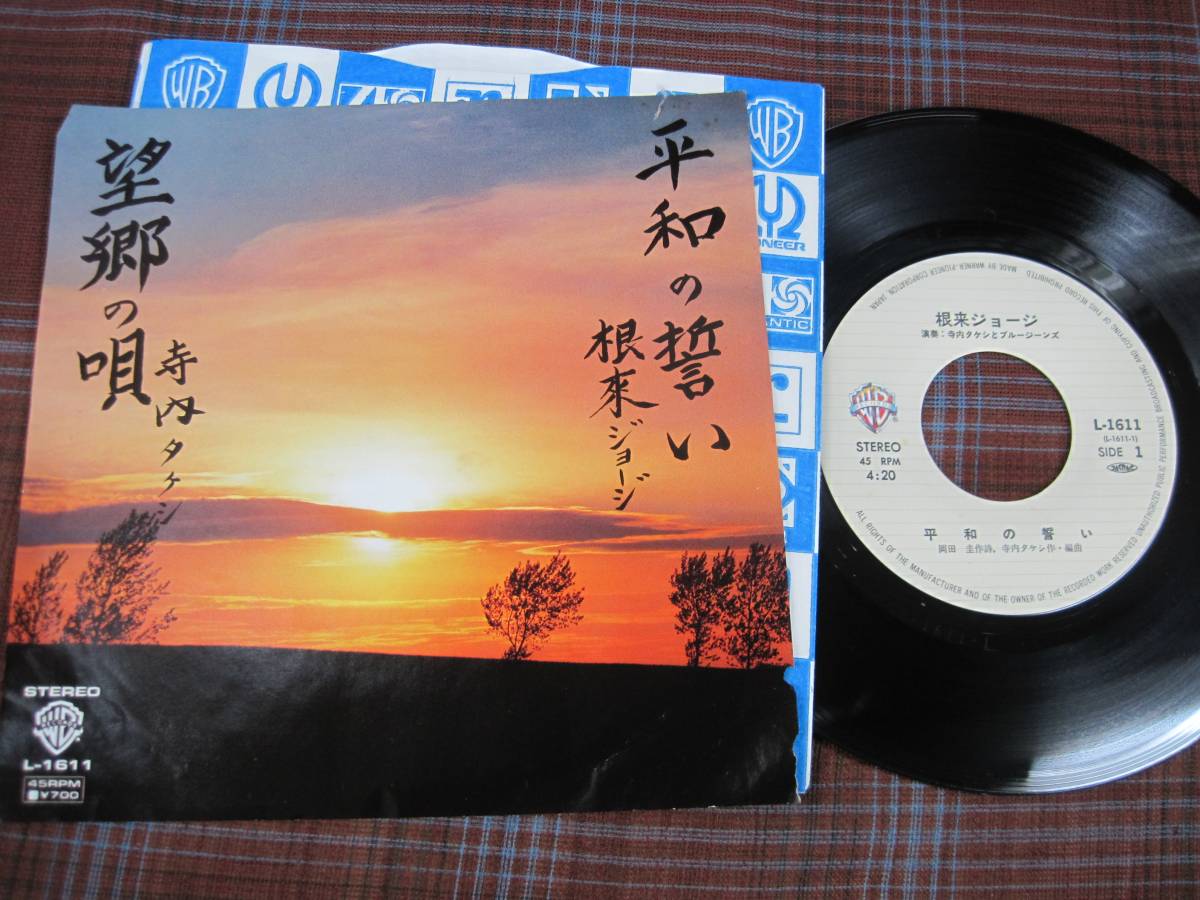 平和の誓い
根来ジョージ
望郷の唄
寺内タケシ
STEREO
L-1611
45RPM
¥700
WB
WB
PIONEER
根来ジョージ
演奏:寺内タケシとブルージーンズ
STEREO
45 RPM
4:20
L-1611
(L-1611-1)
SIDE 1
平和の誓い
岡田 圭作詩、寺内タケシ作・編曲
ALL RIGHTS OF THE MANUFACTURER AND OF THE OWNER OF THE RECORDED WORK RESERVED UNAUTHORIZED PUBLIC PERFORMANCE BROADCASTING AND COPYING OF THIS RECORD PROHIBITED
MADE BY WARNER-PIONEER CORPORATION, JAPAN